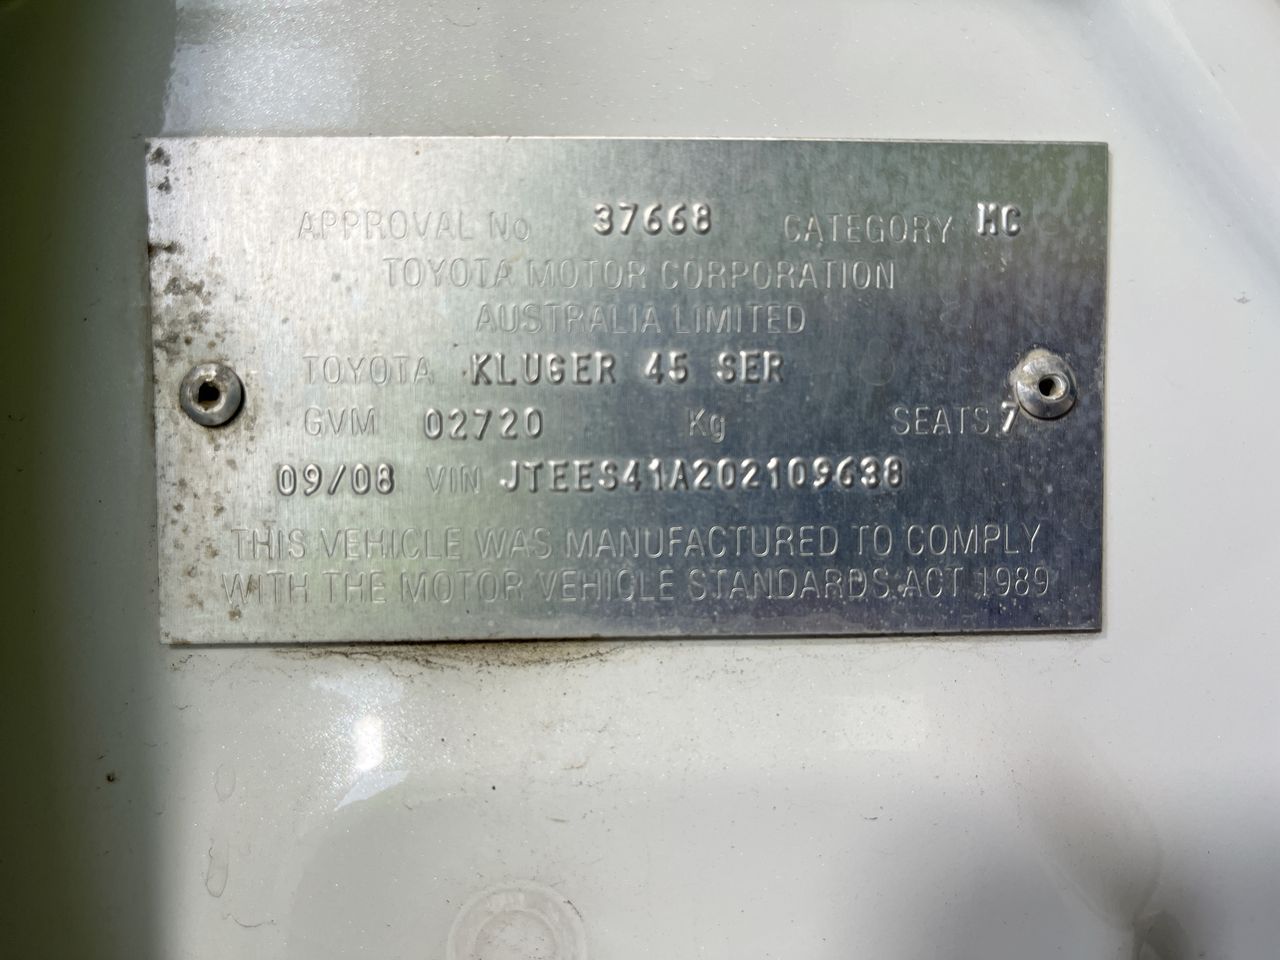 APPROVAL No 37668 CATEGORY MC
TOYOTA MOTOR CORPORATION
AUSTRALIA LIMITED
TOYOTA KLUGER 45 SER
GVM 02720 Kg SEATS 7
09/08 VIN JTEES41A202109638
THIS VEHICLE WAS MANUFACTURED TO COMPLY
WITH THE MOTOR VEHICLE STANDARDS ACT 1989